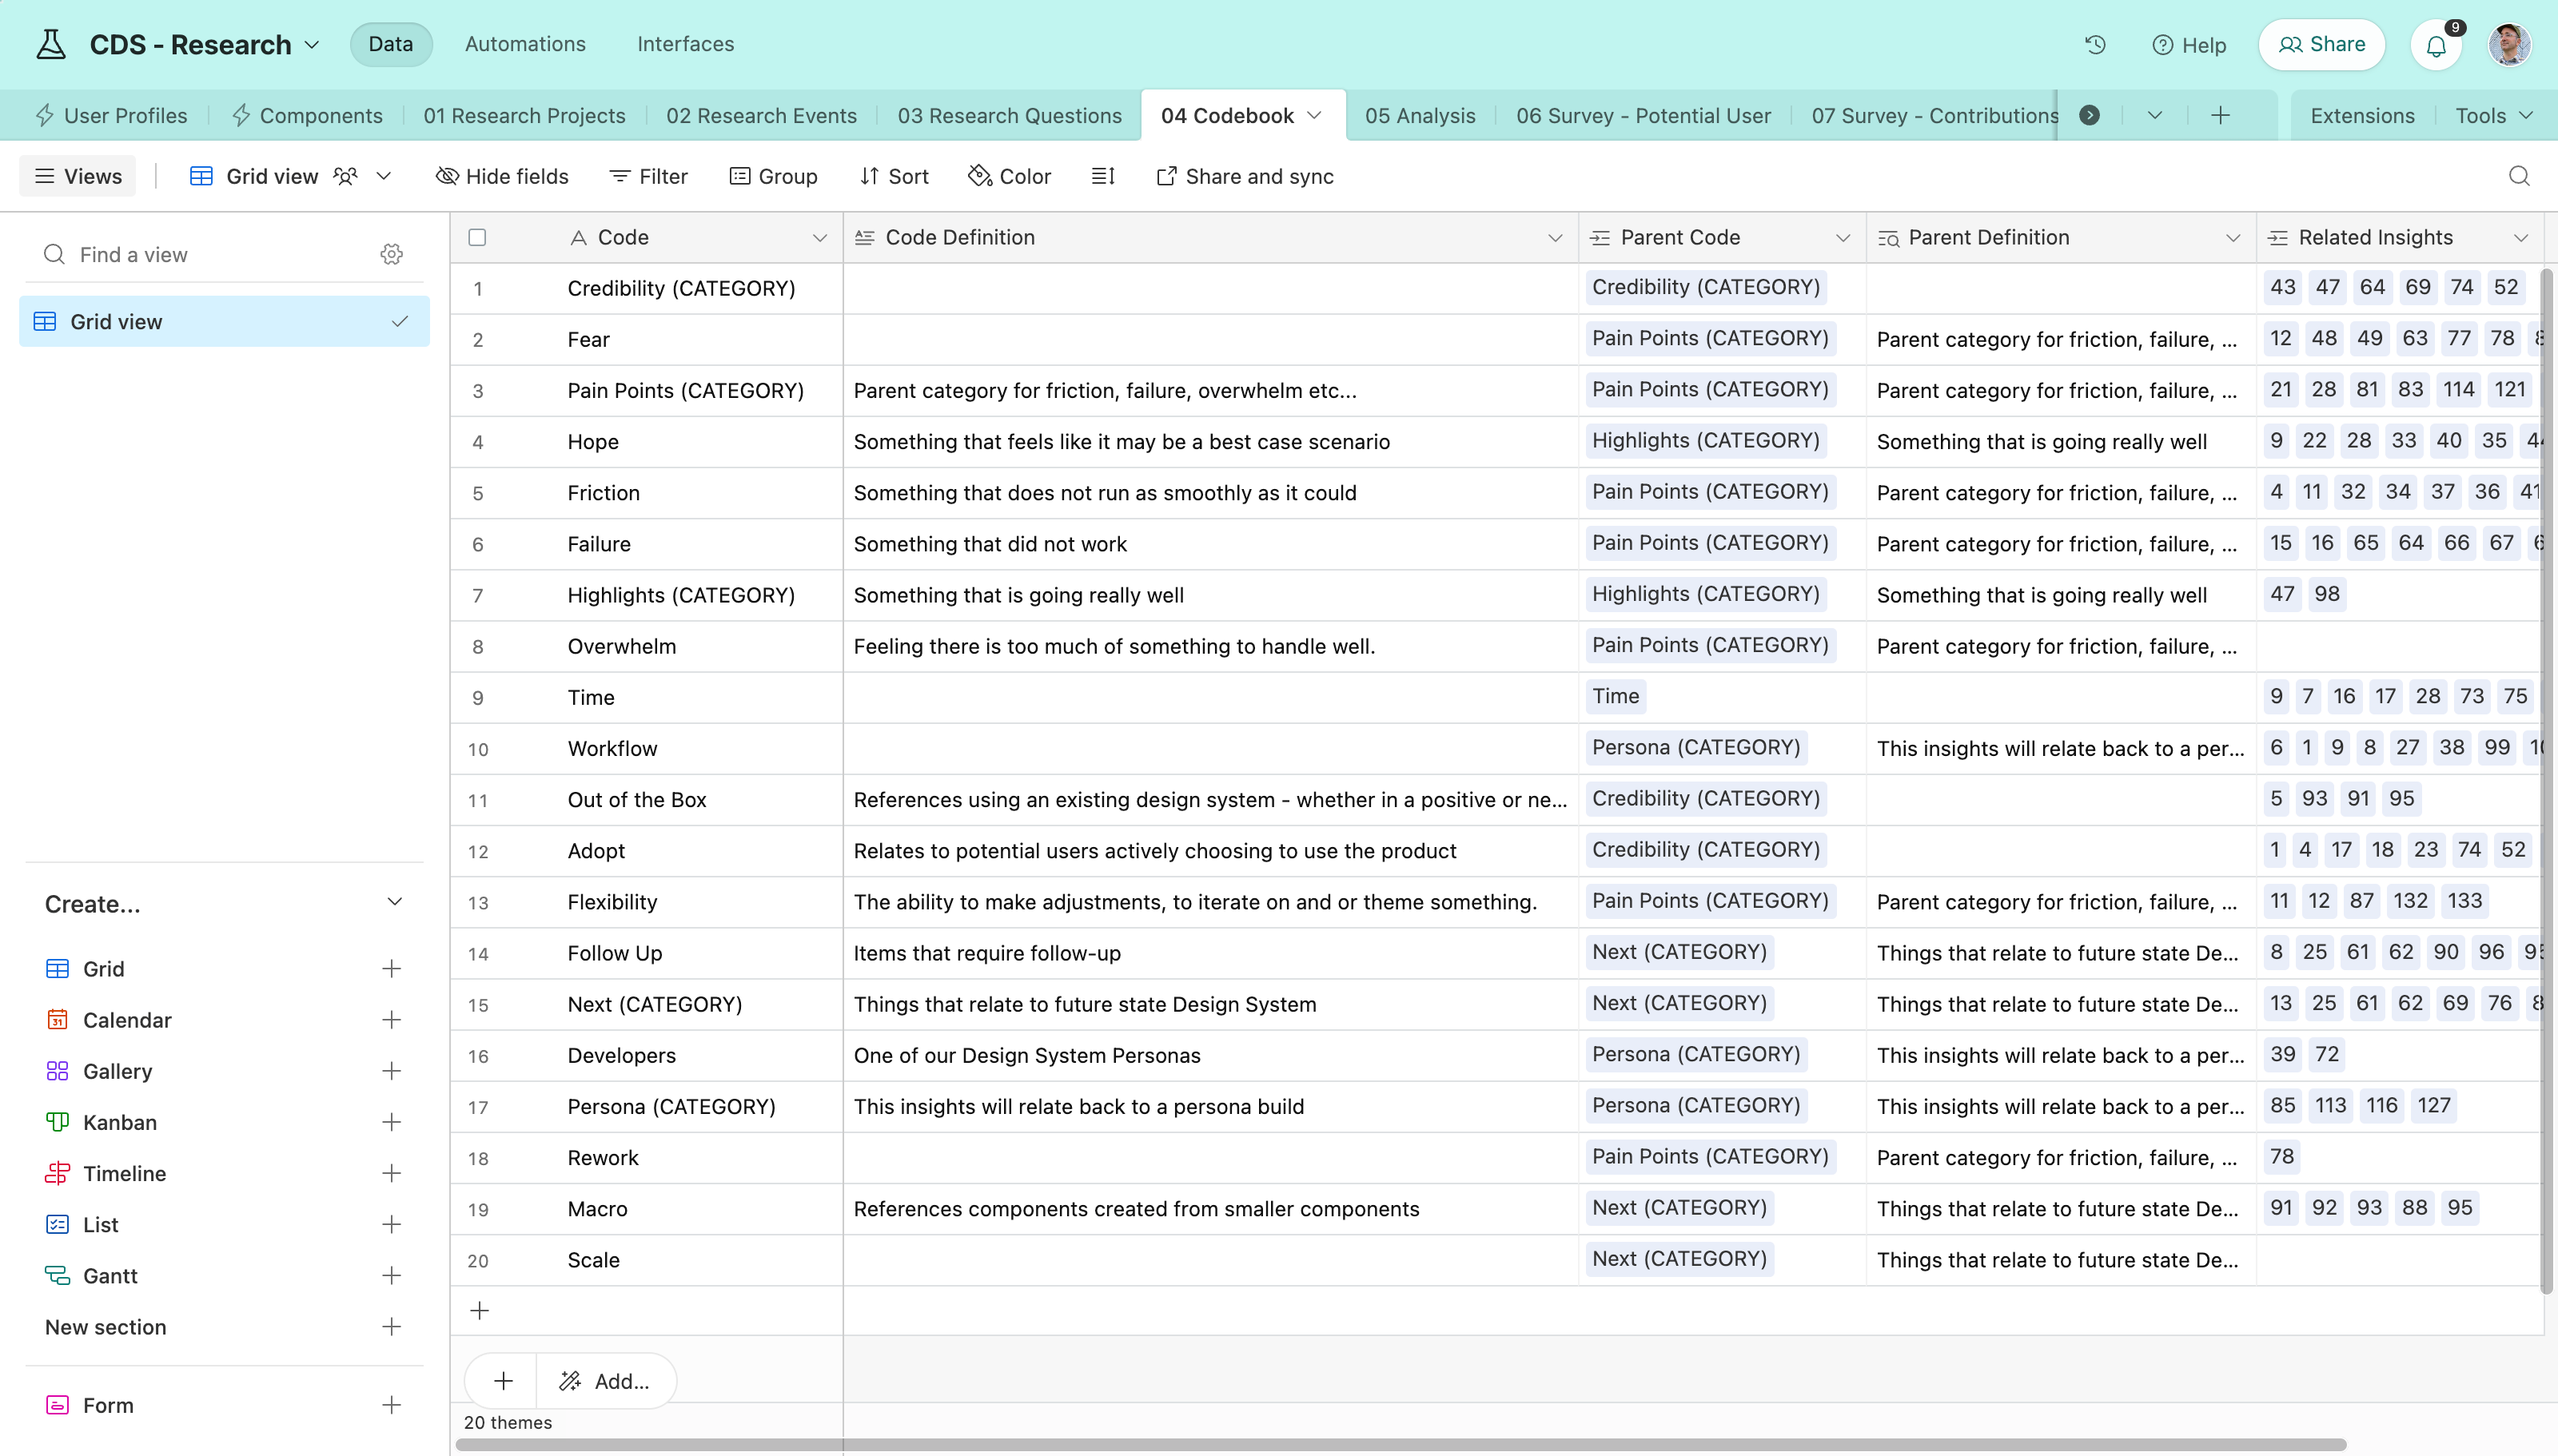 CDS - Research
Data
Automations
Interfaces
Help
Share
9
User Profiles
Components
01 Research Projects
02 Research Events
03 Research Questions
04 Codebook
05 Analysis
06 Survey - Potential User
07 Survey - Contributions
Extensions
Tools
Views
Grid view
Hide fields
Filter
Group
Sort
Color
Share and sync
Find a view
Grid view
Create...
Grid
31
Calendar
Gallery
Kanban
Timeline
List
Gantt
New section
Form
Code Code Definition Parent Code Parent Definition Related Insights
1 Credibility (CATEGORY) Credibility (CATEGORY) 43 47 64 69 74 52
2 Fear Pain Points (CATEGORY) Parent category for friction, failure, ... 12 48 49 63 77 78
3 Pain Points (CATEGORY) Parent category for friction, failure, overwhelm etc... Pain Points (CATEGORY) Parent category for friction, failure, ... 21 28 81 83 114 121
4 Hope Something that feels like it may be a best case scenario Highlights (CATEGORY) Something that is going really well 9 22 28 33 40 35
5 Friction Something that does not run as smoothly as it could Pain Points (CATEGORY) Parent category for friction, failure, ... 4 11 32 34 37 36 41
6 Failure Something that did not work Pain Points (CATEGORY) Parent category for friction, failure, ... 15 16 65 64 66 67
7 Highlights (CATEGORY) Something that is going really well Highlights (CATEGORY) Something that is going really well 47 98
8 Overwhelm Feeling there is too much of something to handle well. Pain Points (CATEGORY) Parent category for friction, failure, ...
9 Time Time 9 7 16 17 28 73 75
10 Workflow Persona (CATEGORY) This insights will relate back to a per... 6 1 9 8 27 38 99
11 Out of the Box References using an existing design system - whether in a positive or ne... Credibility (CATEGORY) 5 93 91 95
12 Adopt Relates to potential users actively choosing to use the product Credibility (CATEGORY) 1 4 17 18 23 74 52
13 Flexibility The ability to make adjustments, to iterate on and or theme something. Pain Points (CATEGORY) Parent category for friction, failure, ... 11 12 87 132 133
14 Follow Up Items that require follow-up Next (CATEGORY) Things that relate to future state De... 8 25 61 62 90 96
15 Next (CATEGORY) Things that relate to future state Design System Next (CATEGORY) Things that relate to future state De... 13 25 61 62 69 76
16 Developers One of our Design System Personas Persona (CATEGORY) This insights will relate back to a per... 39 72
17 Persona (CATEGORY) This insights will relate back to a persona build Persona (CATEGORY) This insights will relate back to a per... 85 113 116 127
18 Rework Pain Points (CATEGORY) Parent category for friction, failure, ... 78
19 Macro References components created from smaller components Next (CATEGORY) Things that relate to future state De... 91 92 93 88 95
20 Scale Next (CATEGORY) Things that relate to future state De...
Add...
20 themes